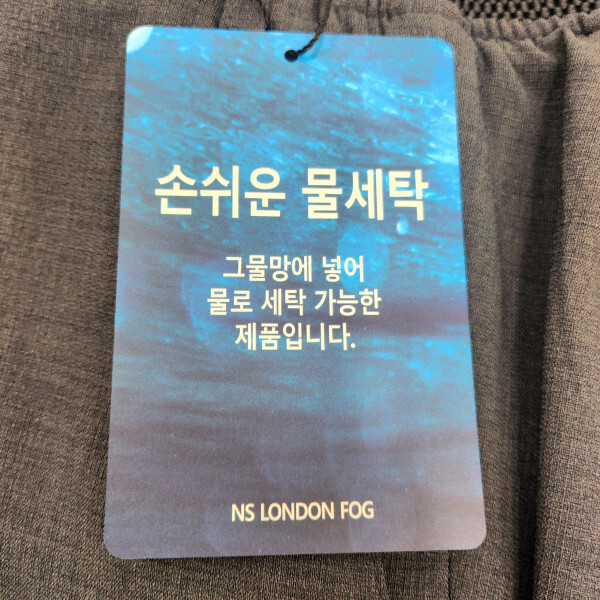 손쉬운 물세탁
그물망에 넣어
물로 세탁 가능한
제품입니다.
NS LONDON FOG